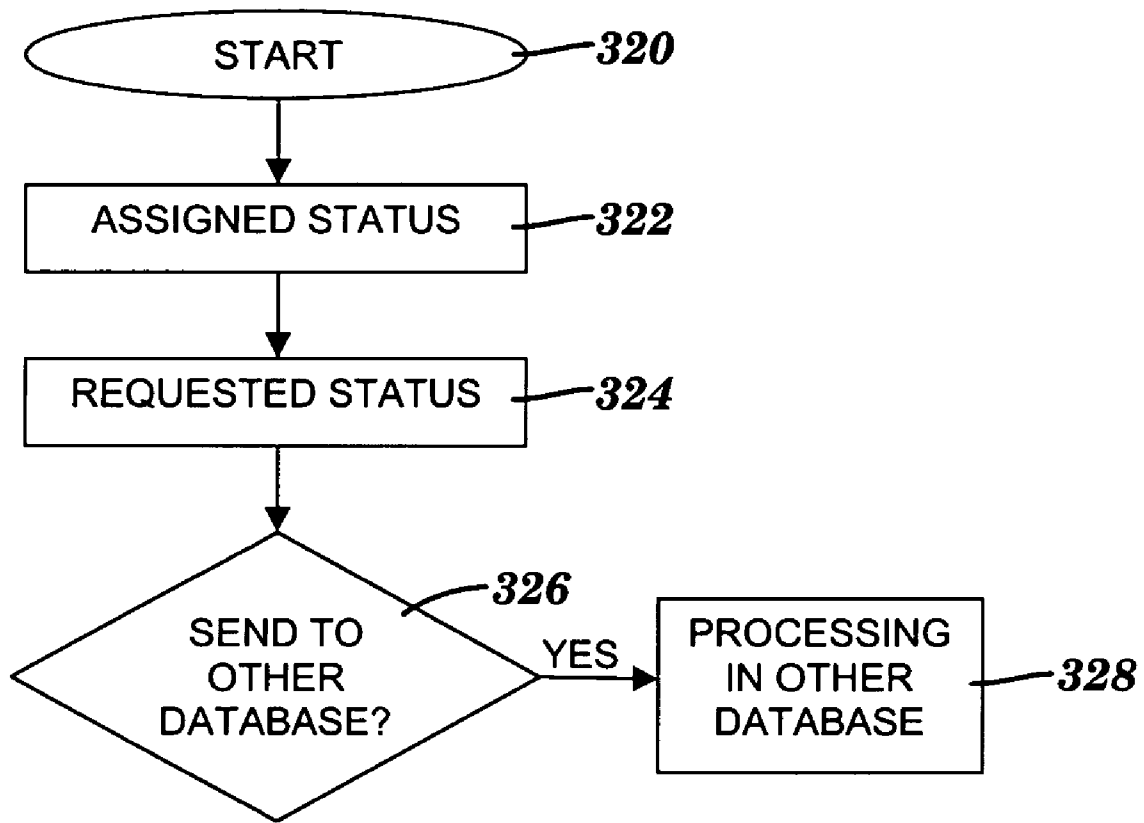 START
320
ASSIGNED STATUS
322
REQUESTED STATUS
324
326
SEND TO
OTHER
DATABASE?
YES
PROCESSING
IN OTHER
DATABASE
328